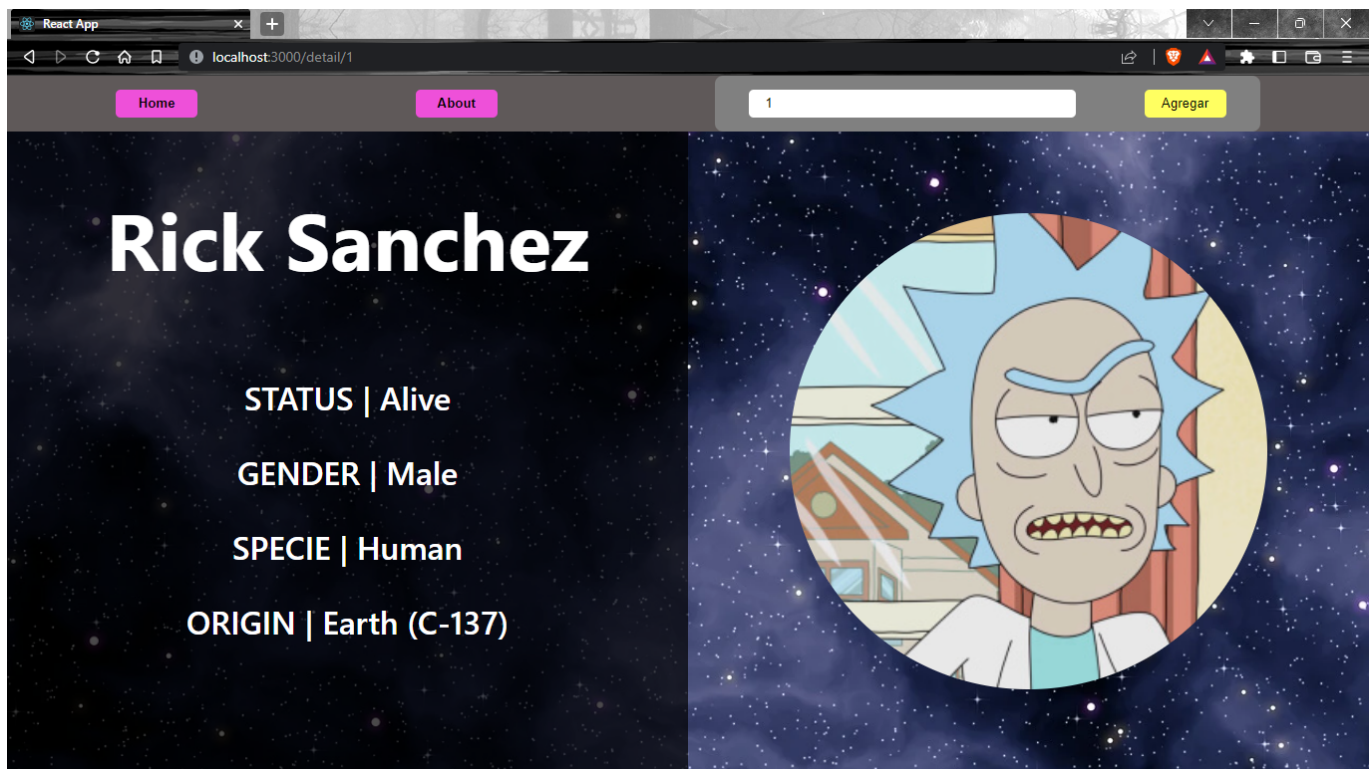 React App
localhost:3000/detail/1
Home About 1 Agregar
Rick Sanchez
STATUS | Alive
GENDER | Male
SPECIE | Human
ORIGIN | Earth (C-137)